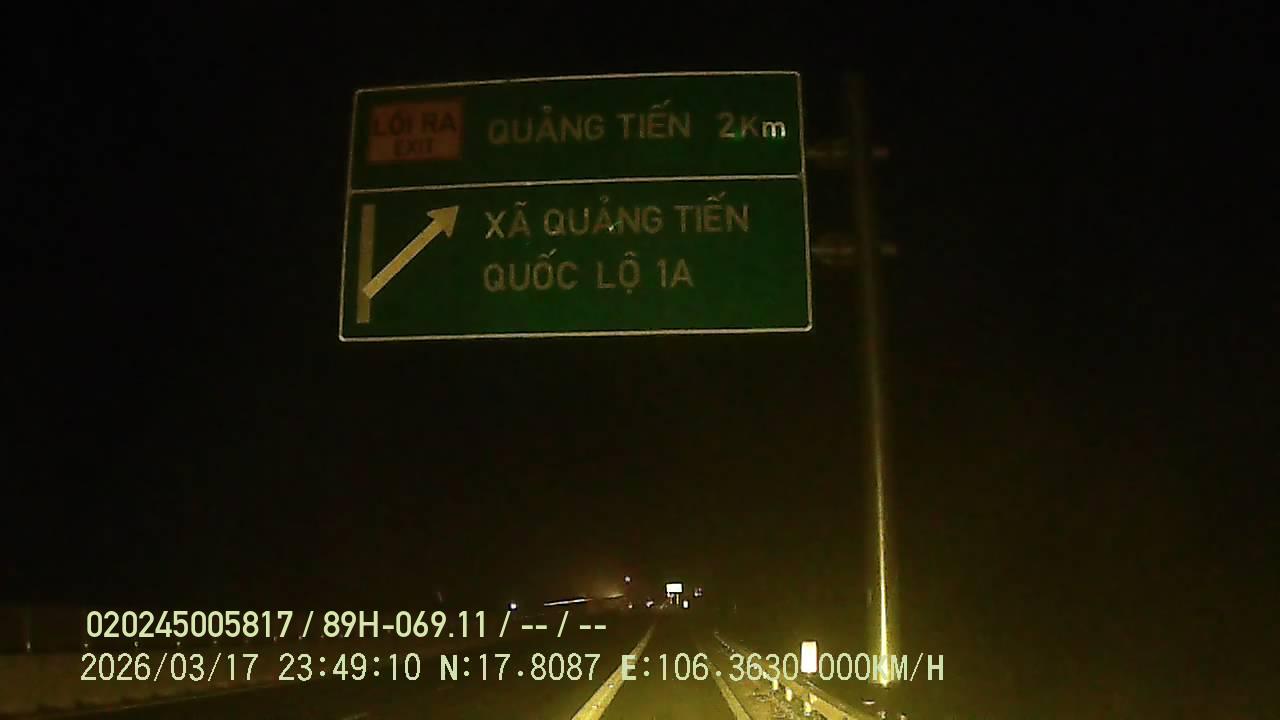 LỐI RA
EXIT
QUẢNG TIẾN 2Km
XÃ QUẢNG TIẾN
QUỐC LỘ 1A
020245005817 / 89H-069.11 / -- / --
2026/03/17 23:49:10 N:17.8087 E:106.3630 000KM/H